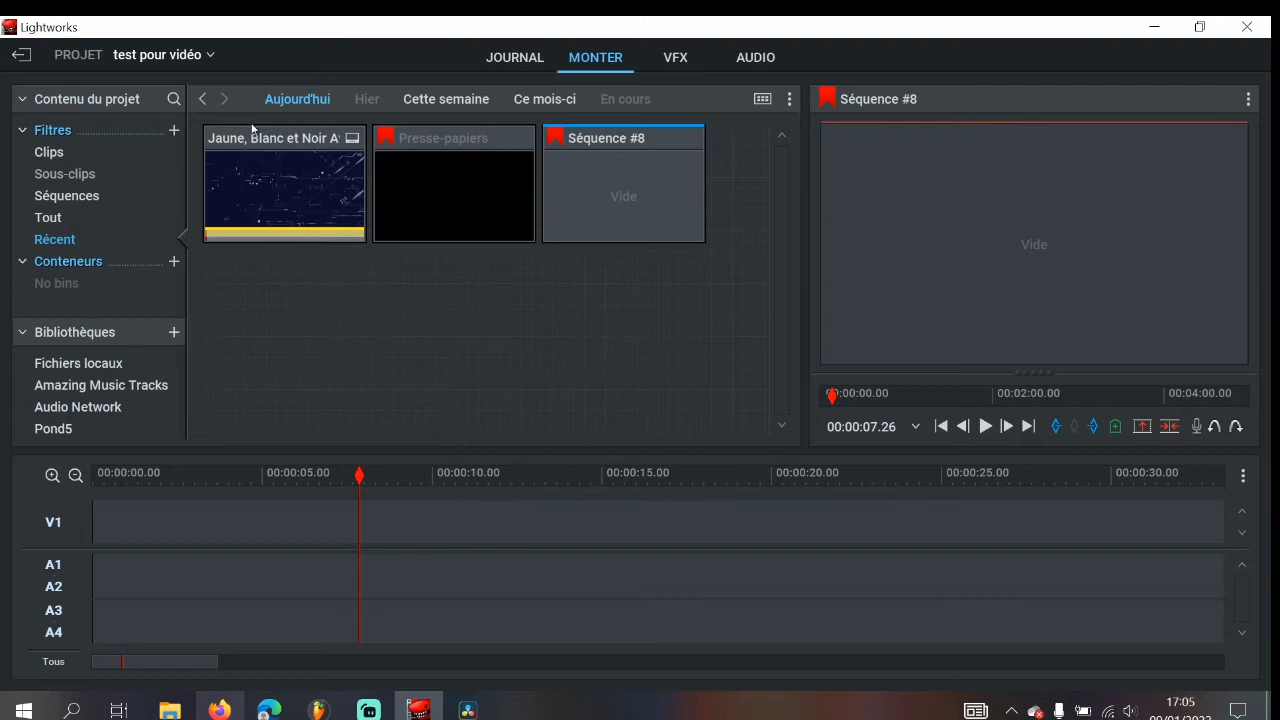 Lightworks
PROJET test pour vidéo
JOURNAL MONTER VFX AUDIO
Contenu du projet
Aujourd'hui Hier Cette semaine Ce mois-ci En cours
Séquence #8
Filtres
Clips
Sous-clips
Séquences
Tout
Récent
Conteneurs
No bins
Bibliothèques
Fichiers locaux
Amazing Music Tracks
Audio Network
Pond5
Jaune, Blanc et Noir
Presse-papiers
Séquence #8
Vide
Vide
00:00.00 00:02:00.00 00:04:00.00
00:00:07.26
00:00:00.00 00:00:05.00 00:00:10.00 00:00:15.00 00:00:20.00 00:00:25.00 00:00:30.00
V1
A1
A2
A3
A4
Tous
17:05